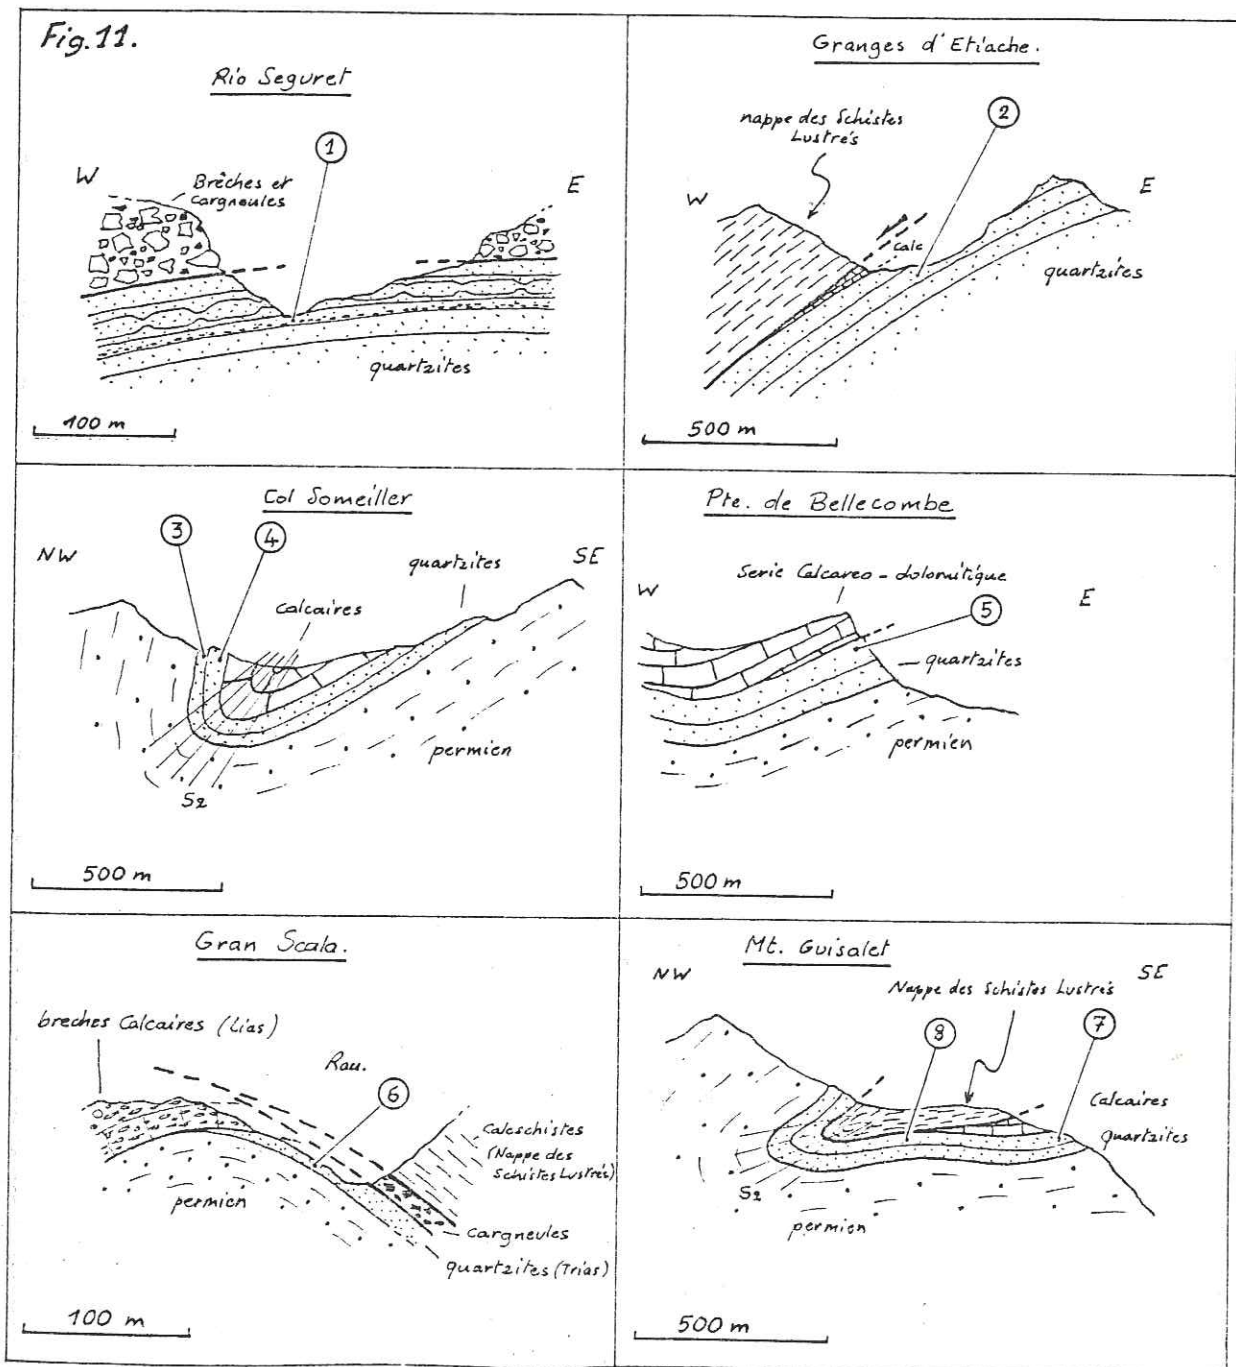 Fig.11.
Rio Seguret
1
W
E
Brêches et
Cargneules
quartzites
100 m
Granges d'Etiache.
nappe des Schistes
Lustrés
2
W
E
calc
quartzites
500 m
Col Someiller
3
4
NW
SE
quartzites
Calcaires
permien
S2
500 m
Pte. de Bellecombe
Serie Calcareo - dolomitique
W
E
5
quartzites
permien
500 m
Gran Scala.
breches Calcaires (Lias)
Rau.
6
Calcschistes
(Nappe des
Schistes Lustrés)
permien
Cargneules
quartzites (Trias)
100 m
Mt. Guisalet
NW
SE
Nappe des Schistes Lustrés
8
7
Calcaires
quartzites
S2
permien
500 m